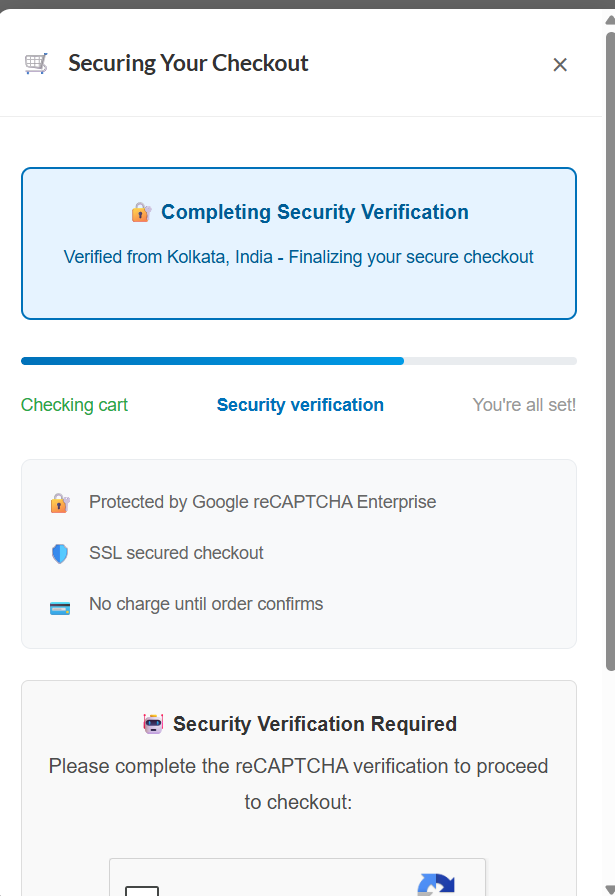 Securing Your Checkout
Completing Security Verification
Verified from Kolkata, India - Finalizing your secure checkout
Checking cart
Security verification
You're all set!
Protected by Google reCAPTCHA Enterprise
SSL secured checkout
No charge until order confirms
Security Verification Required
Please complete the reCAPTCHA verification to proceed
to checkout: